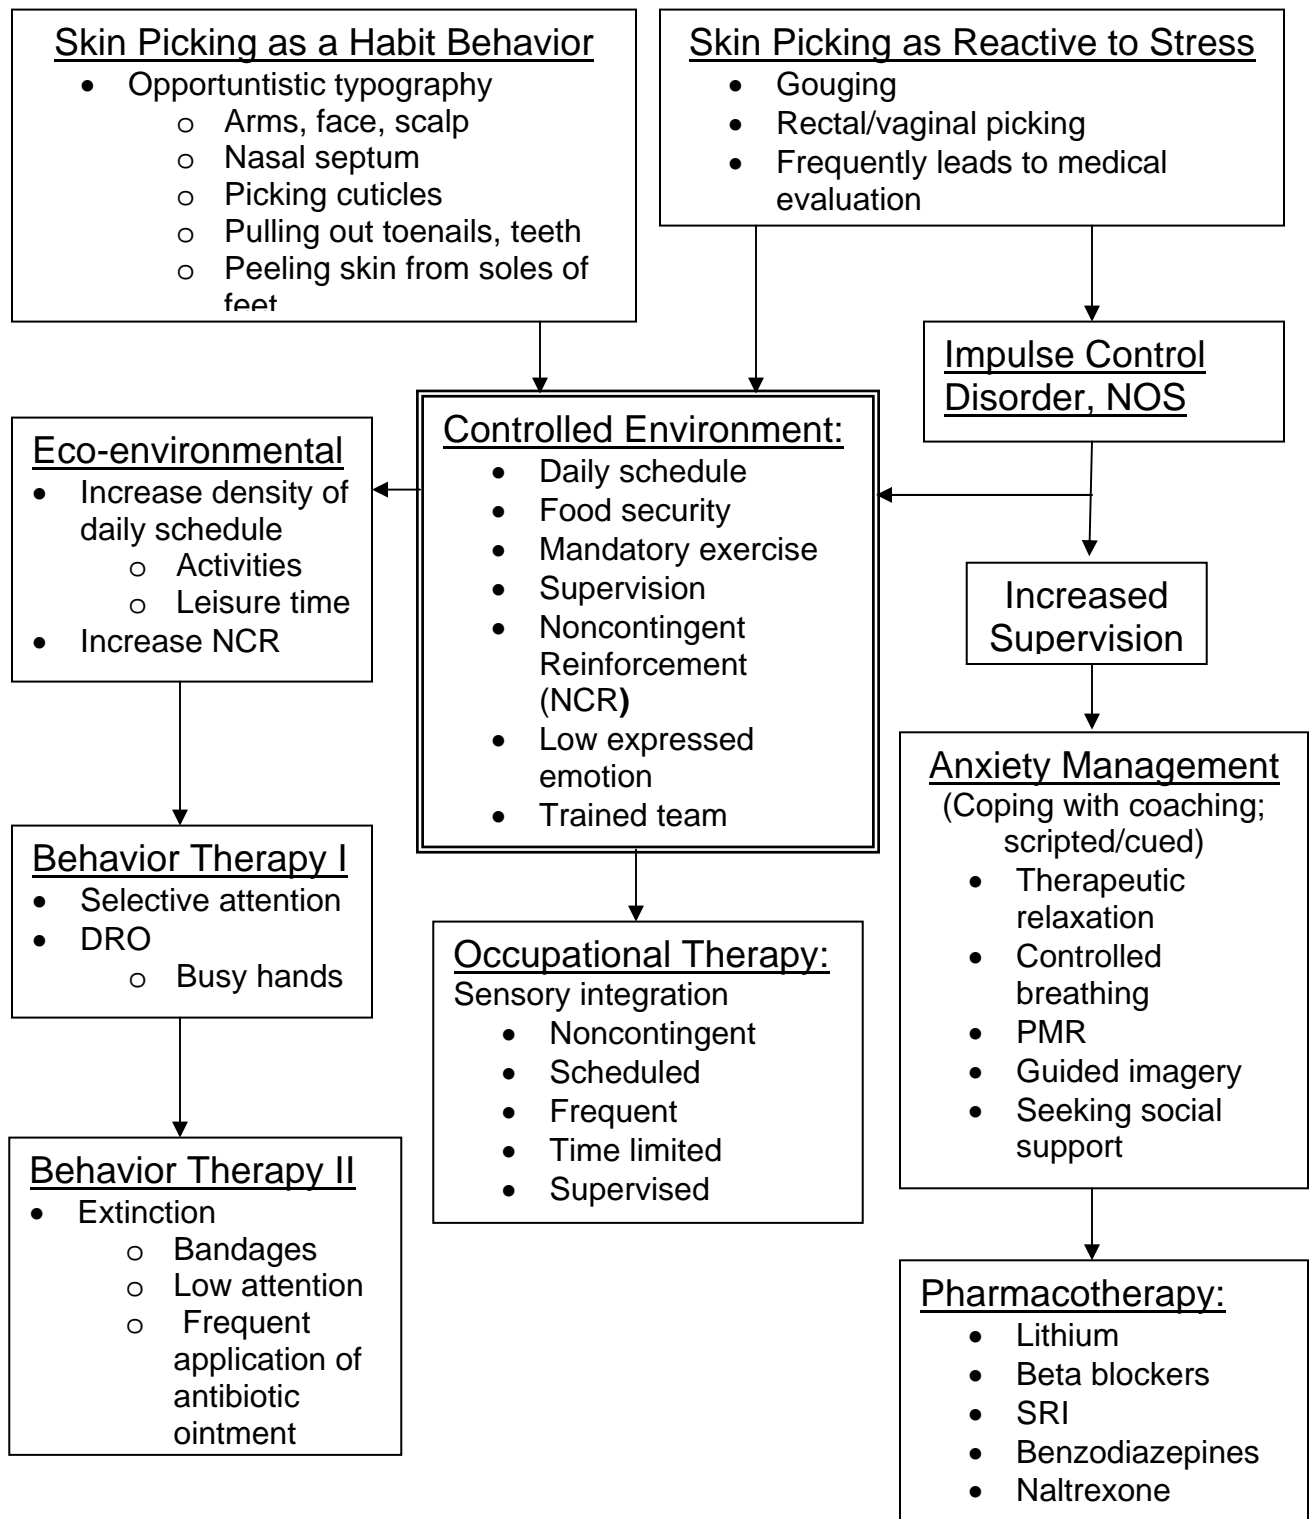 Skin Picking as a Habit Behavior
• Opportuntistic typography
o Arms, face, scalp
o Nasal septum
o Picking cuticles
o Pulling out toenails, teeth
o Peeling skin from soles of
feet
Skin Picking as Reactive to Stress
• Gouging
• Rectal/vaginal picking
• Frequently leads to medical
evaluation
Impulse Control
Disorder, NOS
Controlled Environment:
• Daily schedule
• Food security
• Mandatory exercise
• Supervision
• Noncontingent
Reinforcement
(NCR)
• Low expressed
emotion
• Trained team
Eco-environmental
• Increase density of
daily schedule
o Activities
o Leisure time
• Increase NCR
Increased
Supervision
Anxiety Management
(Coping with coaching;
scripted/cued)
• Therapeutic
relaxation
• Controlled
breathing
• PMR
• Guided imagery
• Seeking social
support
Behavior Therapy I
• Selective attention
• DRO
o Busy hands
Occupational Therapy:
Sensory integration
• Noncontingent
• Scheduled
• Frequent
• Time limited
• Supervised
Behavior Therapy II
• Extinction
o Bandages
o Low attention
o Frequent
application of
antibiotic
ointment
Pharmacotherapy:
• Lithium
• Beta blockers
• SRI
• Benzodiazepines
• Naltrexone